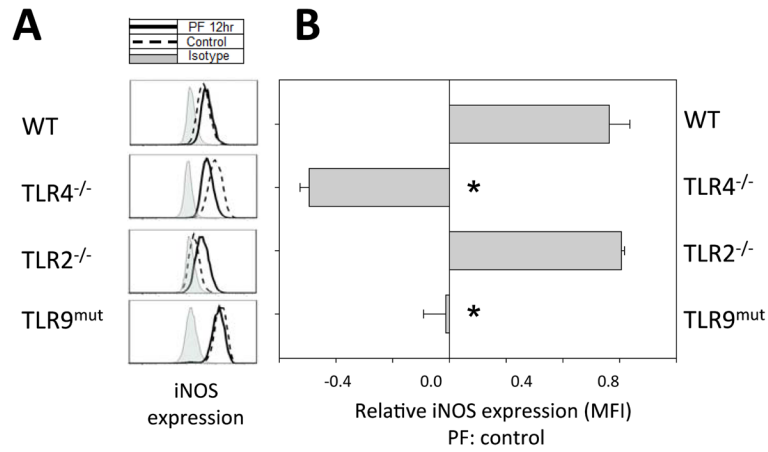 A
PF 12hr
Control
Isotype
WT
TLR4-/-
TLR2-/-
TLR9mut
iNOS
expression
B
WT
TLR4-/-
*
TLR2-/-
TLR9mut
*
-0.4 0.0 0.4 0.8
Relative iNOS expression (MFI)
PF: control